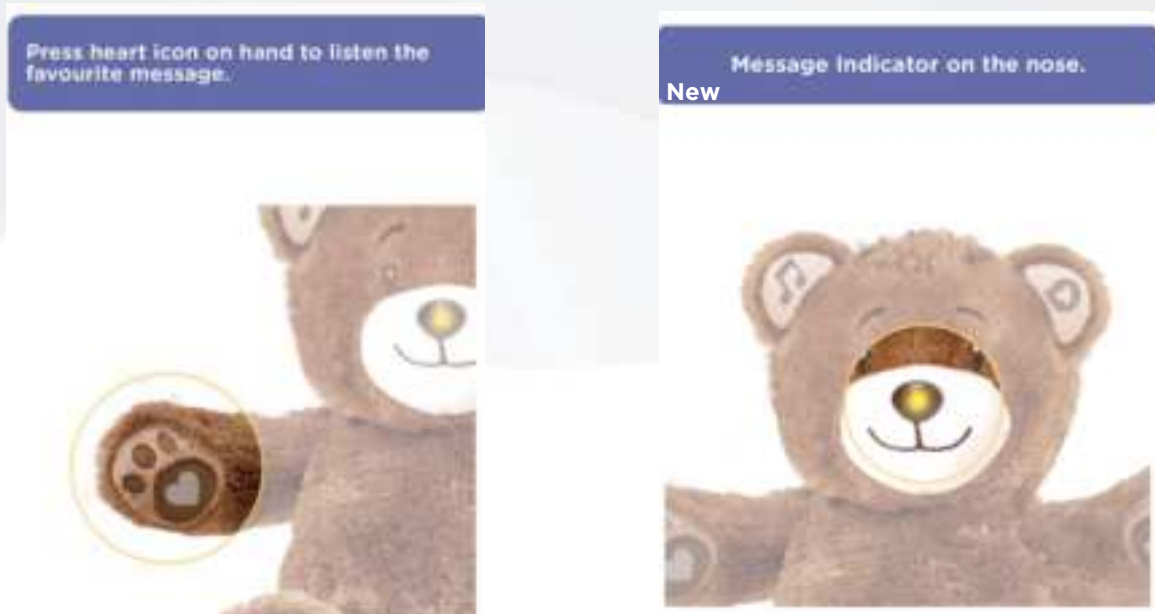 Press heart icon on hand to listen the
favourite message.
Message Indicator on the nose.
New